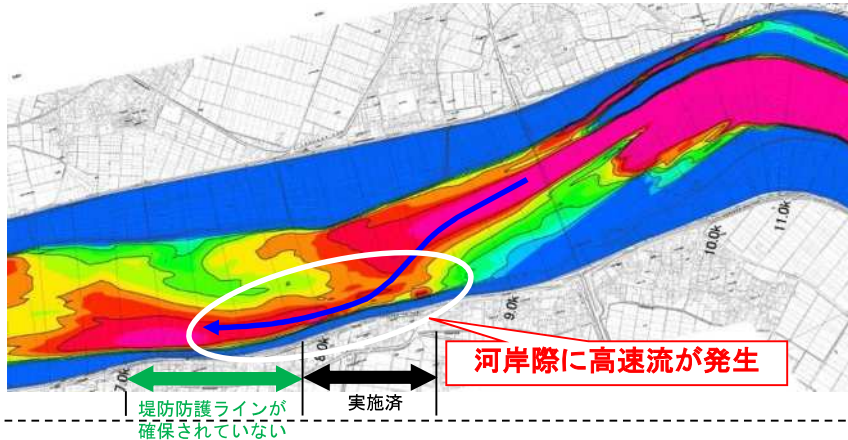 11.0k
10.0k
9.0k
8.0k
7.0k
河岸際に高速流が発生
実施済
堤防防護ラインが
確保されていない